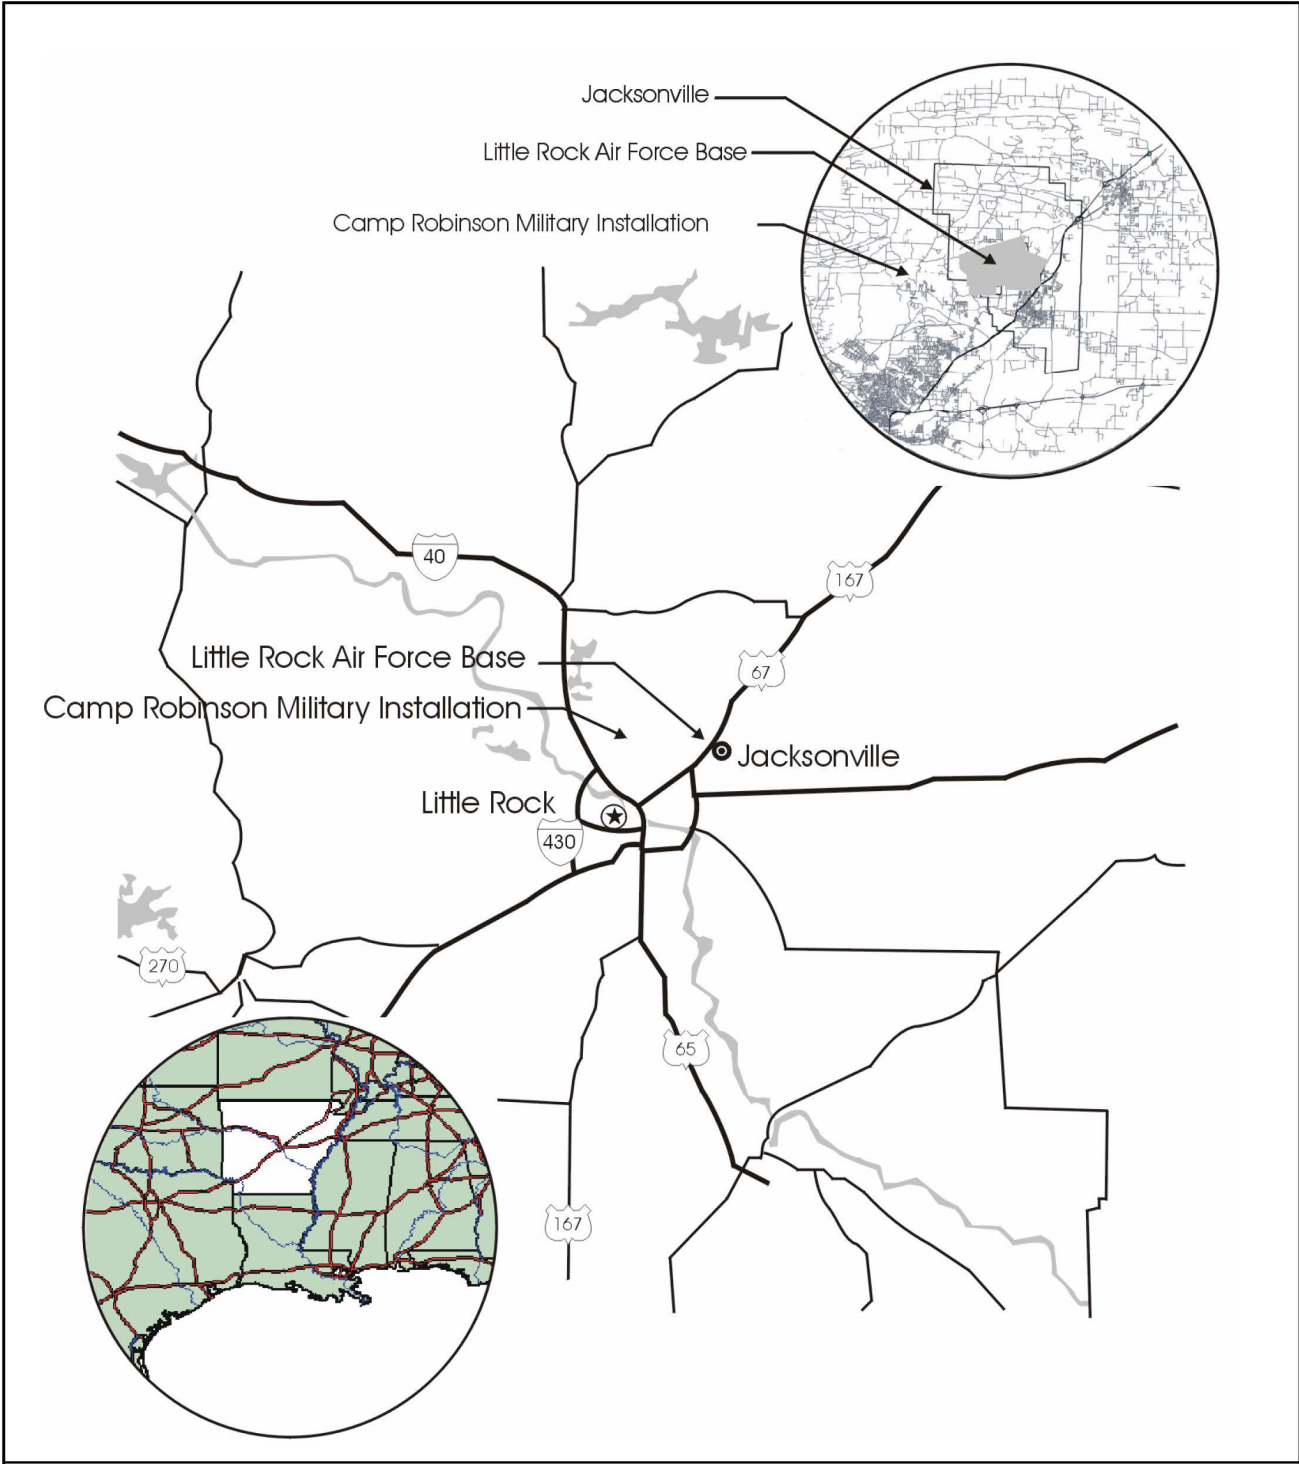 Jacksonville
Little Rock Air Force Base
Camp Robinson Military Installation
40
167
Little Rock Air Force Base
67
Camp Robinson Military Installation
Jacksonville
Little Rock
430
270
65
167